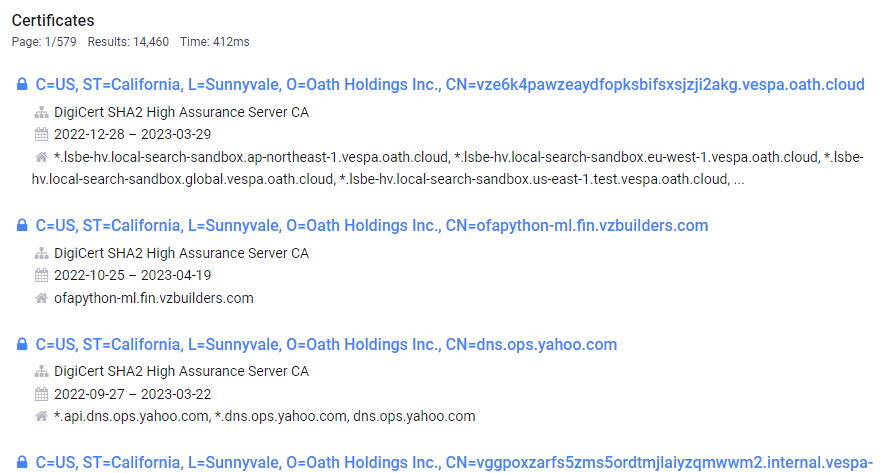 Certificates
Page: 1/579 Results: 14,460 Time: 412ms
C=US, ST=California, L=Sunnyvale, O=Oath Holdings Inc., CN=vze6k4pawzeaydfopksbifsxsjzji2akg.vespa.oath.cloud
DigiCert SHA2 High Assurance Server CA
2022-12-28 – 2023-03-29
*.lsbe-hv.local-search-sandbox.ap-northeast-1.vespa.oath.cloud, *.lsbe-hv.local-search-sandbox.eu-west-1.vespa.oath.cloud, *.lsbe-
hv.local-search-sandbox.global.vespa.oath.cloud, *.lsbe-hv.local-search-sandbox.us-east-1.test.vespa.oath.cloud, ...
C=US, ST=California, L=Sunnyvale, O=Oath Holdings Inc., CN=ofapython-ml.fin.vzbuilders.com
DigiCert SHA2 High Assurance Server CA
2022-10-25 – 2023-04-19
ofapython-ml.fin.vzbuilders.com
C=US, ST=California, L=Sunnyvale, O=Oath Holdings Inc., CN=dns.ops.yahoo.com
DigiCert SHA2 High Assurance Server CA
2022-09-27 – 2023-03-22
*.api.dns.ops.yahoo.com, *.dns.ops.yahoo.com, dns.ops.yahoo.com
C=US, ST=California, L=Sunnyvale, O=Oath Holdings Inc., CN=vggpoxzarfs5zms5ordtmjlaiyzqmwwm2.internal.vespa-